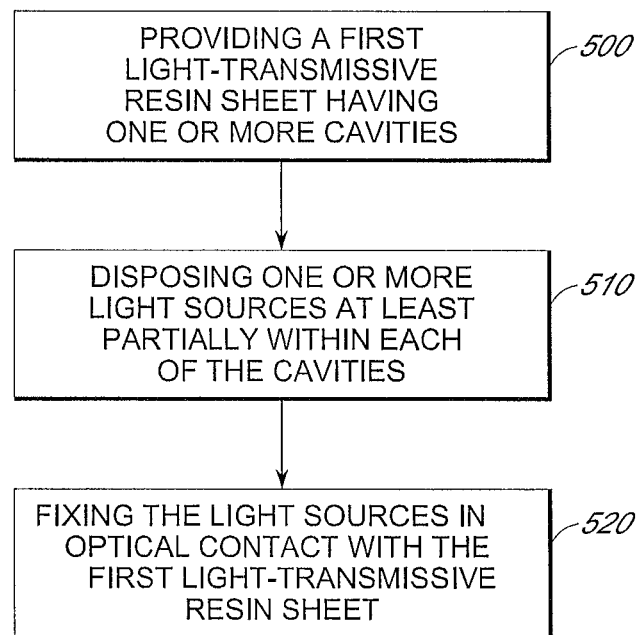 PROVIDING A FIRST
LIGHT-TRANSMISSIVE
RESIN SHEET HAVING
ONE OR MORE CAVITIES
500
DISPOSING ONE OR MORE
LIGHT SOURCES AT LEAST
PARTIALLY WITHIN EACH
OF THE CAVITIES
510
FIXING THE LIGHT SOURCES IN
OPTICAL CONTACT WITH THE
FIRST LIGHT-TRANSMISSIVE
RESIN SHEET
520